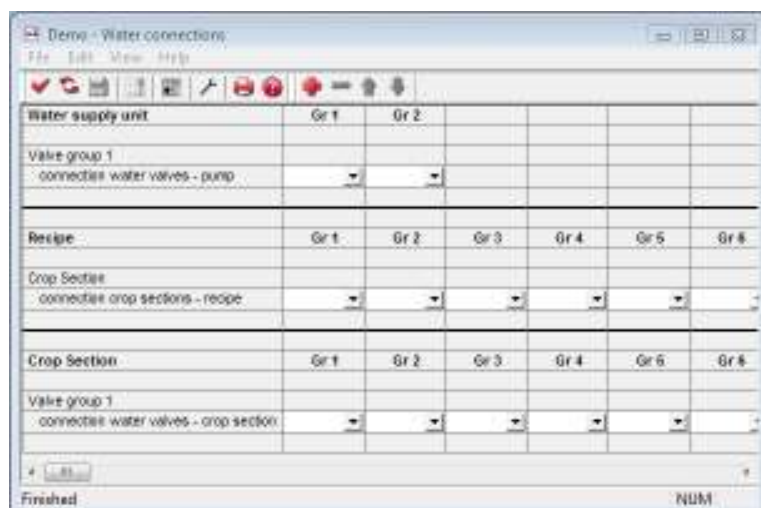 Demo - Water connections
File Edit View Help
Water supply unit Gr 1 Gr 2
Valve group 1
connection water valves - pump
Recipe Gr 1 Gr 2 Gr 3 Gr 4 Gr 5 Gr 6
Crop Section
connection crop sections - recipe
Crop Section Gr 1 Gr 2 Gr 3 Gr 4 Gr 5 Gr 6
Valve group 1
connection water valves - crop section
Finished NUM